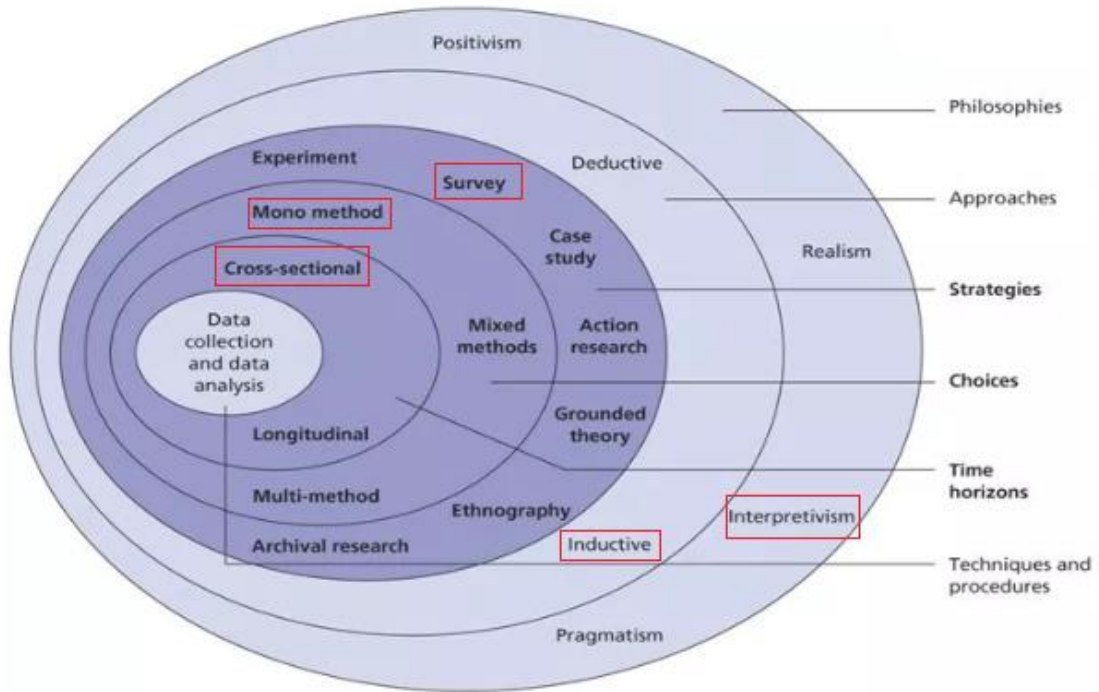 Positivism
Philosophies
Experiment
Deductive
Survey
Approaches
Mono method
Case
study
Realism
Cross-sectional
Strategies
Data
collection
and data
analysis
Mixed
methods
Action
research
Choices
Grounded
theory
Longitudinal
Time
horizons
Multi-method
Ethnography
Interpretivism
Archival research
Inductive
Techniques and
procedures
Pragmatism